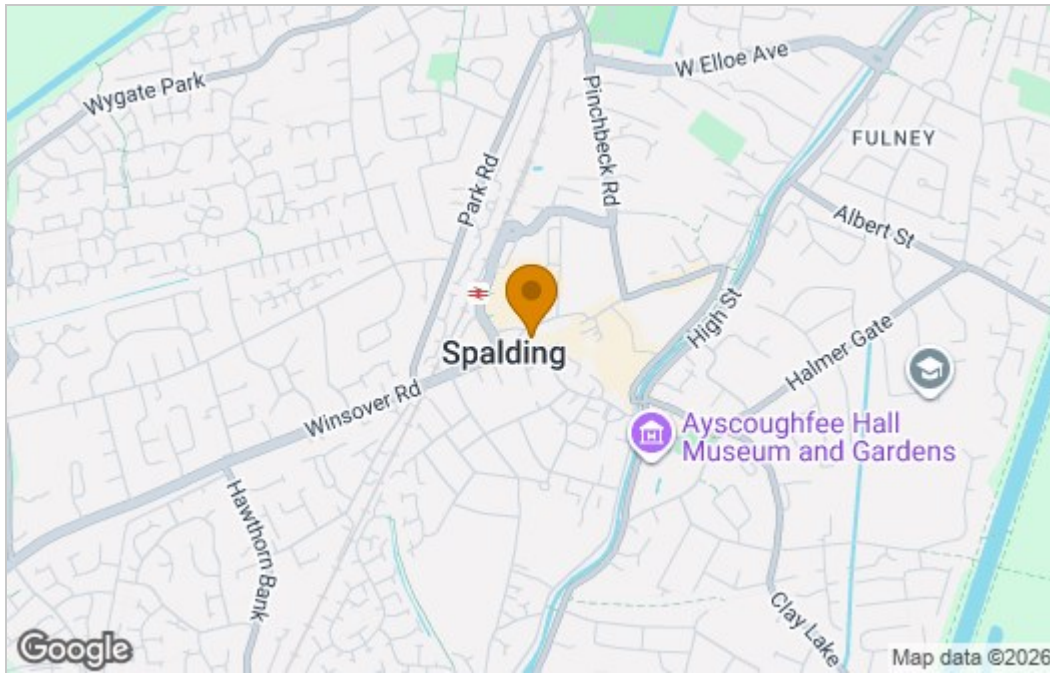 W Elloe Ave
Wygate Park
Pinchbeck Rd
FULNEY
Park Rd
Albert St
High St
Spalding
Halmer Gate
Winsover Rd
Ayscoughfee Hall
Museum and Gardens
Hawthorn Bank
Clay Lake
Google
Map data ©2026